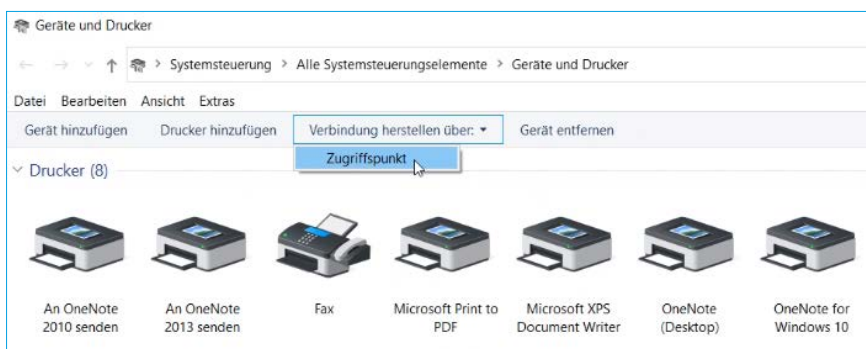 Geräte und Drucker
Systemsteuerung > Alle Systemsteuerungselemente > Geräte und Drucker
Datei Bearbeiten Ansicht Extras
Gerät hinzufügen Drucker hinzufügen Verbindung herstellen über: Gerät entfernen
Zugriffspunkt
Drucker (8)
An OneNote An OneNote Fax Microsoft Print to Microsoft XPS OneNote OneNote for
2010 senden 2013 senden PDF Document Writer (Desktop) Windows 10